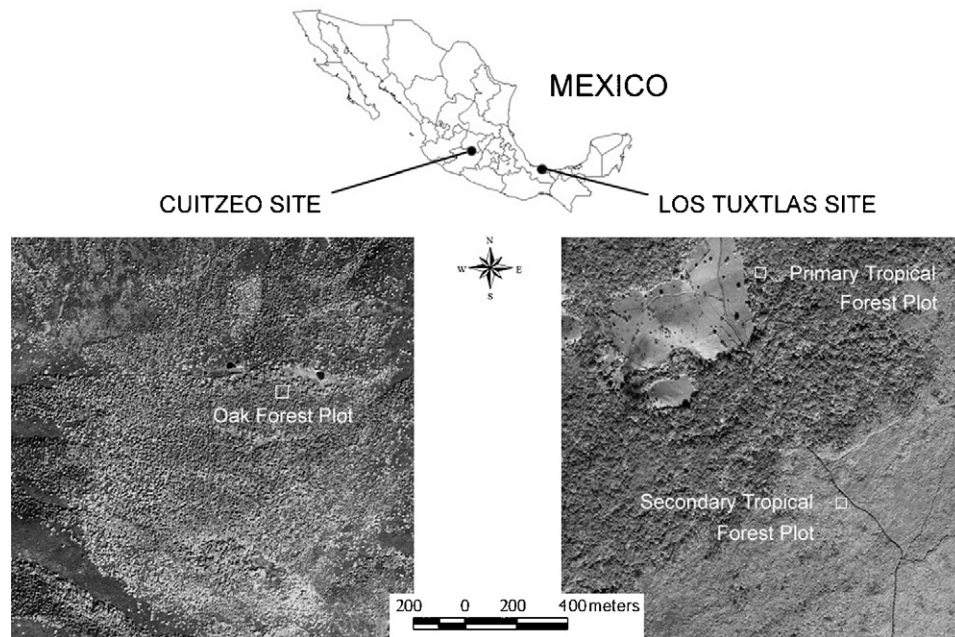 MEXICO
CUITZEO SITE
LOS TUXTLAS SITE
N
W E
S
Oak Forest Plot
Primary Tropical
Forest Plot
Secondary Tropical
Forest Plot
200 0 200 400 meters